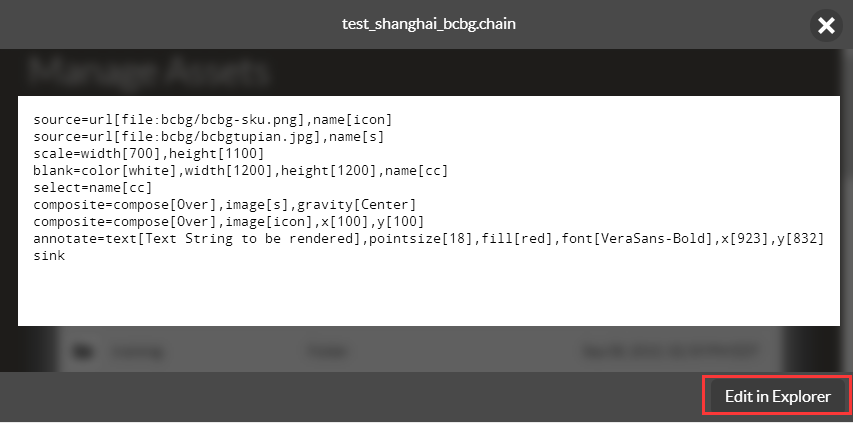 test_shanghai_bcbg.chain
Manage Assets
source=url[file:bcbg/bcbg-sku.png],name[icon]
source=url[file:bcbg/bcbgtupian.jpg],name[s]
scale=width[700],height[1100]
blank=color[white],width[1200],height[1200],name[cc]
select=name[cc]
composite=compose[Over],image[s],gravity[Center]
composite=compose[Over],image[icon],x[100],y[100]
annotate=text[Text String to be rendered],pointsize[18],fill[red],font[VeraSans-Bold],x[923],y[832]
sink
Edit in Explorer